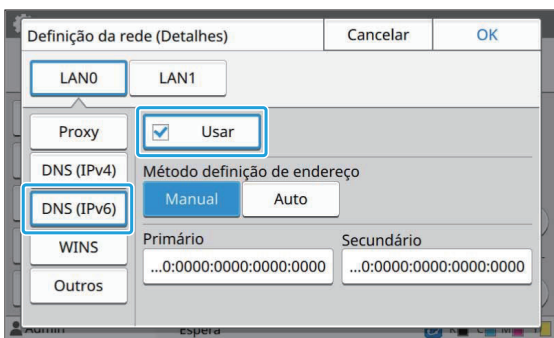 Definição da rede (Detalhes) Cancelar OK
LAN0 LAN1
Proxy Usar
DNS (IPv4) Método definição de endereço
DNS (IPv6) Manual Auto
WINS Primário Secundário
...0:0000:0000:0000:0000 ...0:0000:0000:0000:0000
Outros
Admin Espera K C M Y